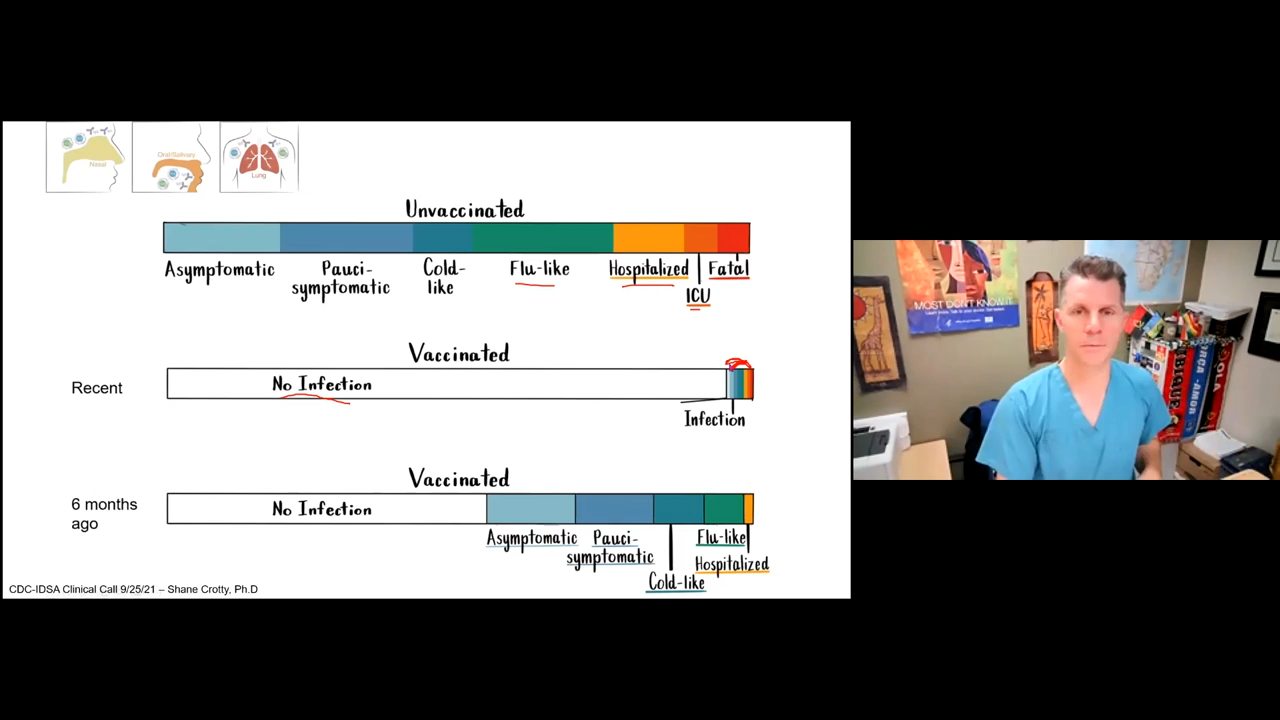 Nasal
Oral/Salivary
Lung
Unvaccinated
Asymptomatic
Pauci-
symptomatic
Cold-
like
Flu-like
Hospitalized
ICU
Fatal
Vaccinated
Recent
No Infection
Infection
Vaccinated
6 months
ago
No Infection
Asymptomatic
Pauci-
symptomatic
Cold-like
Flu-like
Hospitalized
CDC-IDSA Clinical Call 9/25/21 – Shane Crotty, Ph.D
MOST DON'T KNOW IT.